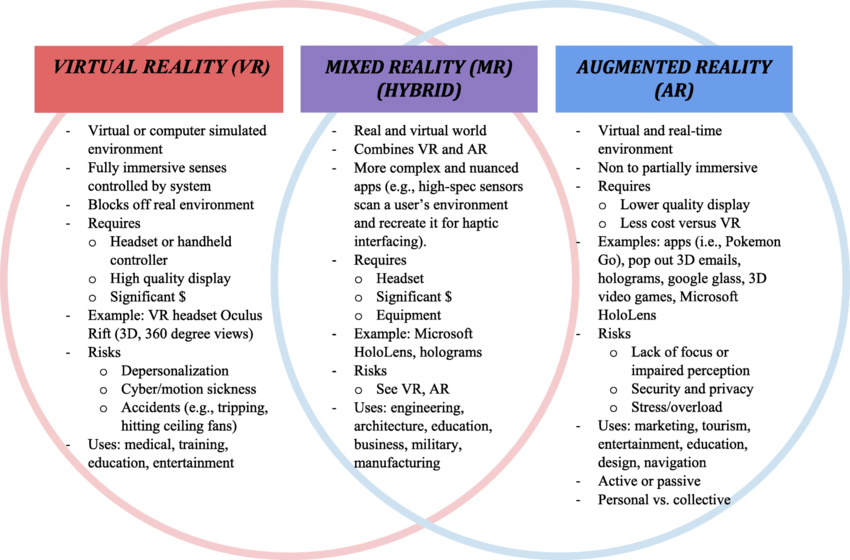 VIRTUAL REALITY (VR)
- Virtual or computer simulated
environment
- Fully immersive senses
controlled by system
- Blocks off real environment
- Requires
o Headset or handheld
controller
o High quality display
o Significant $
- Example: VR headset Oculus
Rift (3D, 360 degree views)
- Risks
o Depersonalization
o Cyber/motion sickness
o Accidents (e.g., tripping,
hitting ceiling fans)
- Uses: medical, training,
education, entertainment
MIXED REALITY (MR)
(HYBRID)
- Real and virtual world
- Combines VR and AR
- More complex and nuanced
apps (e.g., high-spec sensors
scan a user’s environment
and recreate it for haptic
interfacing).
- Requires
o Headset
o Significant $
o Equipment
- Example: Microsoft
HoloLens, holograms
- Risks
o See VR, AR
- Uses: engineering,
architecture, education,
business, military,
manufacturing
AUGMENTED REALITY
(AR)
- Virtual and real-time
environment
- Non to partially immersive
- Requires
o Lower quality display
o Less cost versus VR
- Examples: apps (i.e., Pokemon
Go), pop out 3D emails,
holograms, google glass, 3D
video games, Microsoft
HoloLens
- Risks
o Lack of focus or
impaired perception
o Security and privacy
o Stress/overload
- Uses: marketing, tourism,
entertainment, education,
design, navigation
- Active or passive
- Personal vs. collective